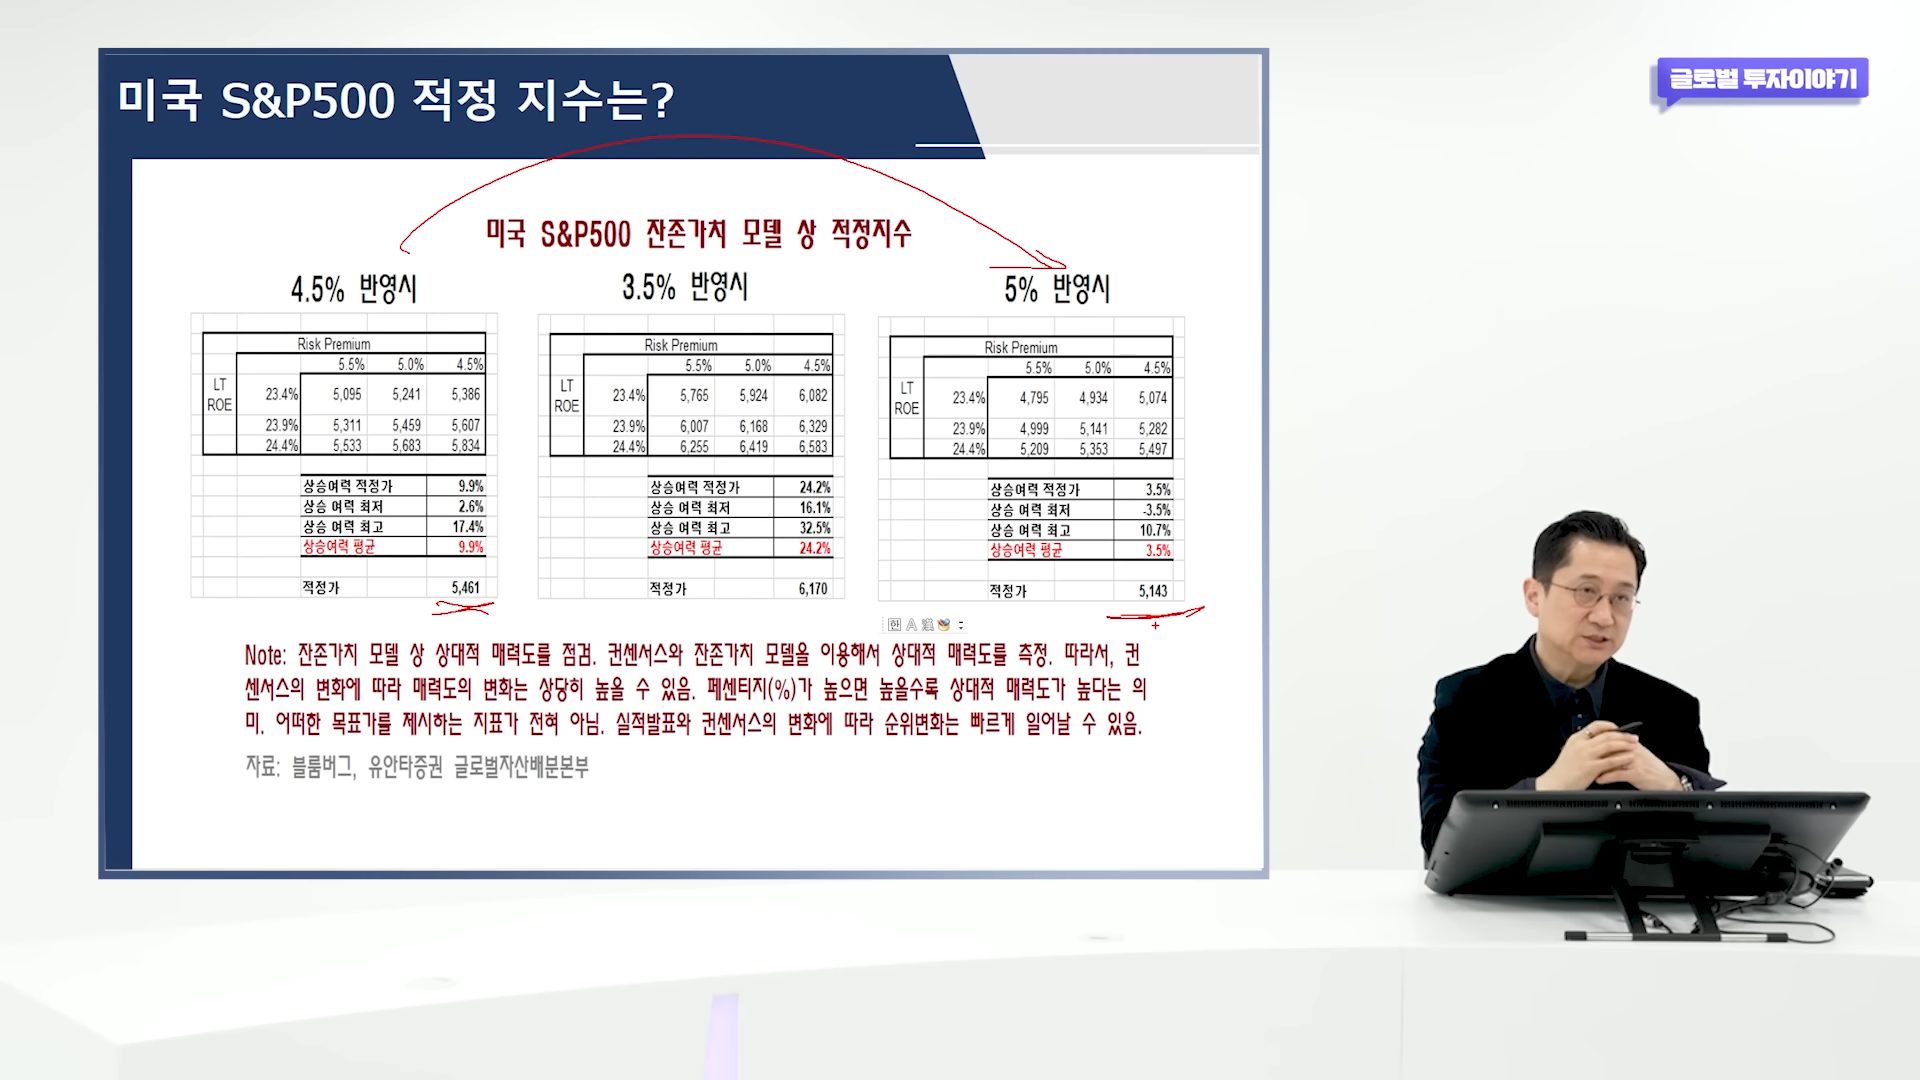 미국 S&P500 적정 지수는?
글로벌 투자이야기
미국 S&P500 잔존가치 모델 상 적정지수
4.5% 반영시
Risk Premium
5.5% 5.0% 4.5%
LT ROE
23.4% 5,095 5,241 5,386
23.9% 5,311 5,459 5,607
24.4% 5,533 5,683 5,834
상승여력 적정가 9.9%
상승 여력 최저 2.6%
상승 여력 최고 17.4%
상승여력 평균 9.9%
적정가 5,461
3.5% 반영시
Risk Premium
5.5% 5.0% 4.5%
LT ROE
23.4% 5,765 5,924 6,082
23.9% 6,007 6,168 6,329
24.4% 6,255 6,419 6,583
상승여력 적정가 24.2%
상승 여력 최저 16.1%
상승 여력 최고 32.5%
상승여력 평균 24.2%
적정가 6,170
5% 반영시
Risk Premium
5.5% 5.0% 4.5%
LT ROE
23.4% 4,795 4,934 5,074
23.9% 4,999 5,141 5,282
24.4% 5,209 5,353 5,497
상승여력 적정가 3.5%
상승 여력 최저 -3.5%
상승 여력 최고 10.7%
상승여력 평균 3.5%
적정가 5,143
한 A 漢
Note: 잔존가치 모델 상 상대적 매력도를 점검. 컨센서스와 잔존가치 모델을 이용해서 상대적 매력도를 측정. 따라서, 컨
센서스의 변화에 따라 매력도의 변화는 상당히 높을 수 있음. 페센티지(%)가 높으면 높을수록 상대적 매력도가 높다는 의
미. 어떠한 목표가를 제시하는 지표가 전혀 아님. 실적발표와 컨센서스의 변화에 따라 순위변화는 빠르게 일어날 수 있음.
자료: 블룸버그, 유안타증권 글로벌자산배분본부